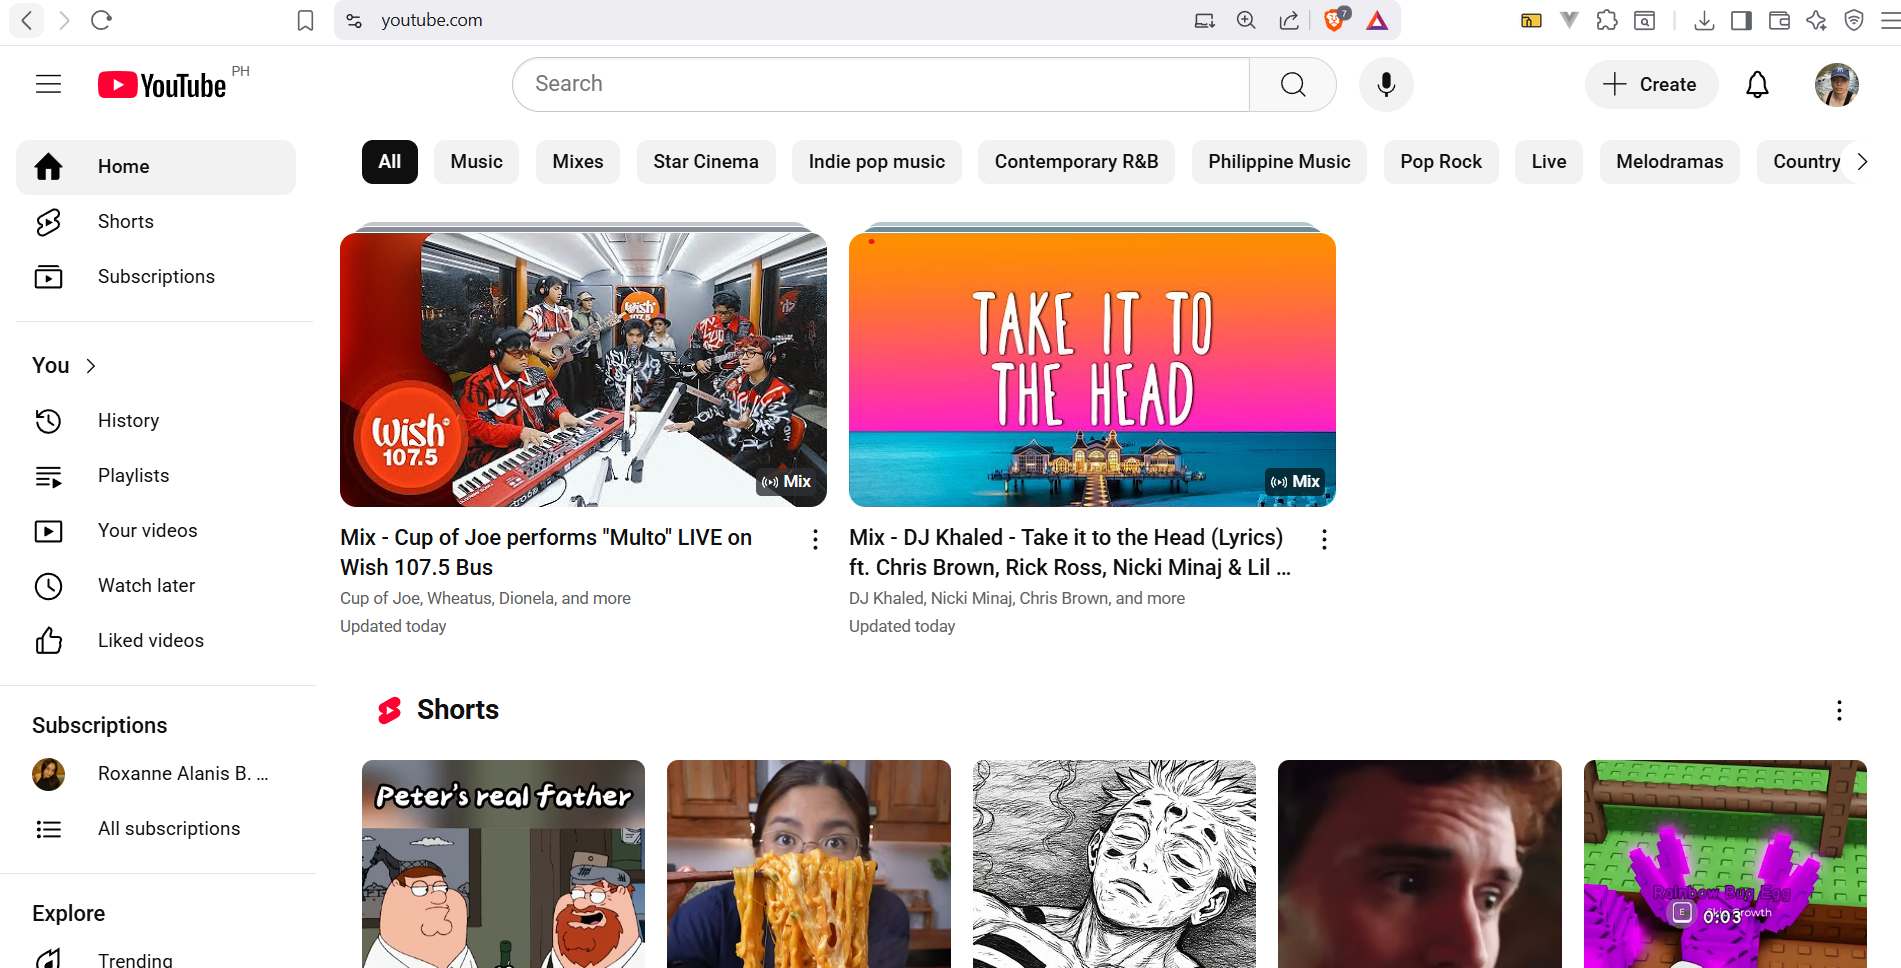 youtube.com
7
YouTube PH
Search
Create
Home
Shorts
Subscriptions
You
History
Playlists
Your videos
Watch later
Liked videos
Subscriptions
Roxanne Alanis B. ...
All subscriptions
Explore
Trending
All
Music
Mixes
Star Cinema
Indie pop music
Contemporary R&B
Philippine Music
Pop Rock
Live
Melodramas
Country
wish
107.5
wish
107.5
Mix
Mix - Cup of Joe performs "Multo" LIVE on
Wish 107.5 Bus
Cup of Joe, Wheatus, Dionela, and more
Updated today
TAKE IT TO
THE HEAD
Mix
Mix - DJ Khaled - Take it to the Head (Lyrics)
ft. Chris Brown, Rick Ross, Nicki Minaj & Lil ...
DJ Khaled, Nicki Minaj, Chris Brown, and more
Updated today
Shorts
Peter's real father
Rainbow Bug Egg
E
0:03
Growth